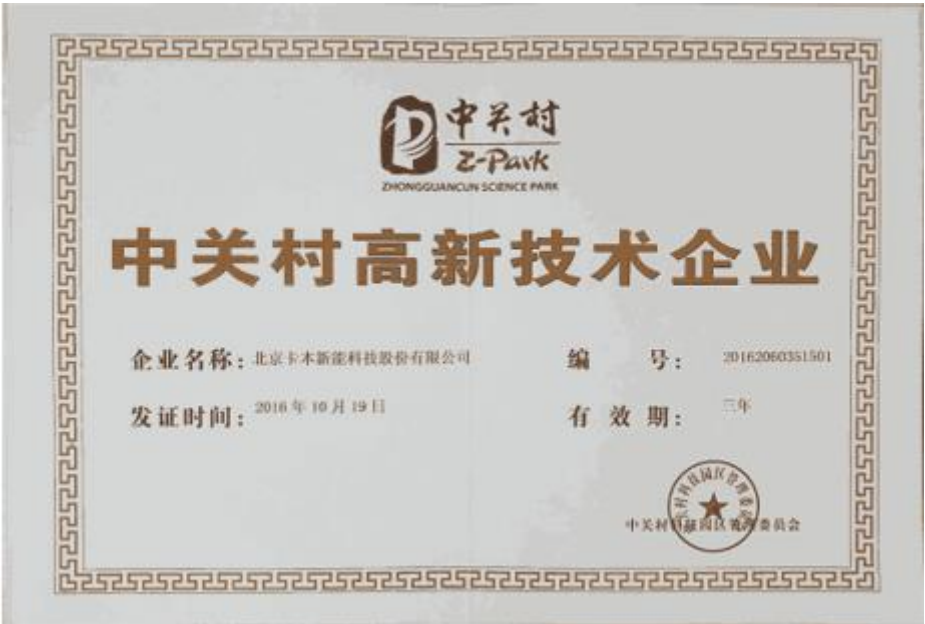 中关村
Z-Park
ZHONGGUANCUN SCIENCE PARK
中关村高新技术企业
企业名称：北京卡本新能科技股份有限公司
编 号：20162060351501
发证时间：2016年10月19日
有 效 期：三年
中关村科技园区管理委员会